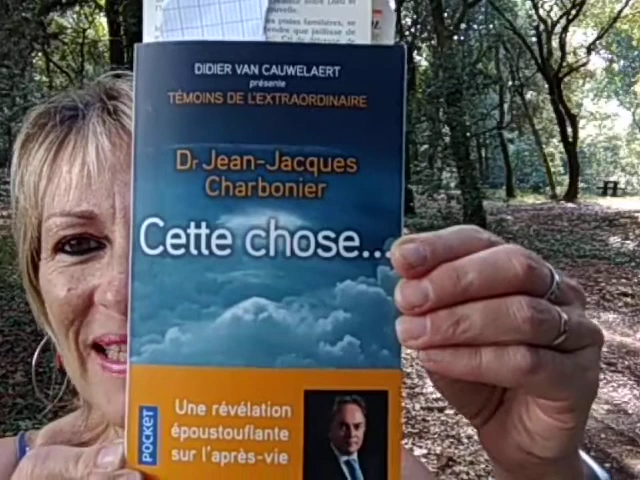 DIDIER VAN CAUWELAERT
présente
TÉMOINS DE L'EXTRAORDINAIRE
Dr Jean-Jacques
Charbonier
Cette chose...
Une révélation
époustouflante
sur l'après-vie
POCKET